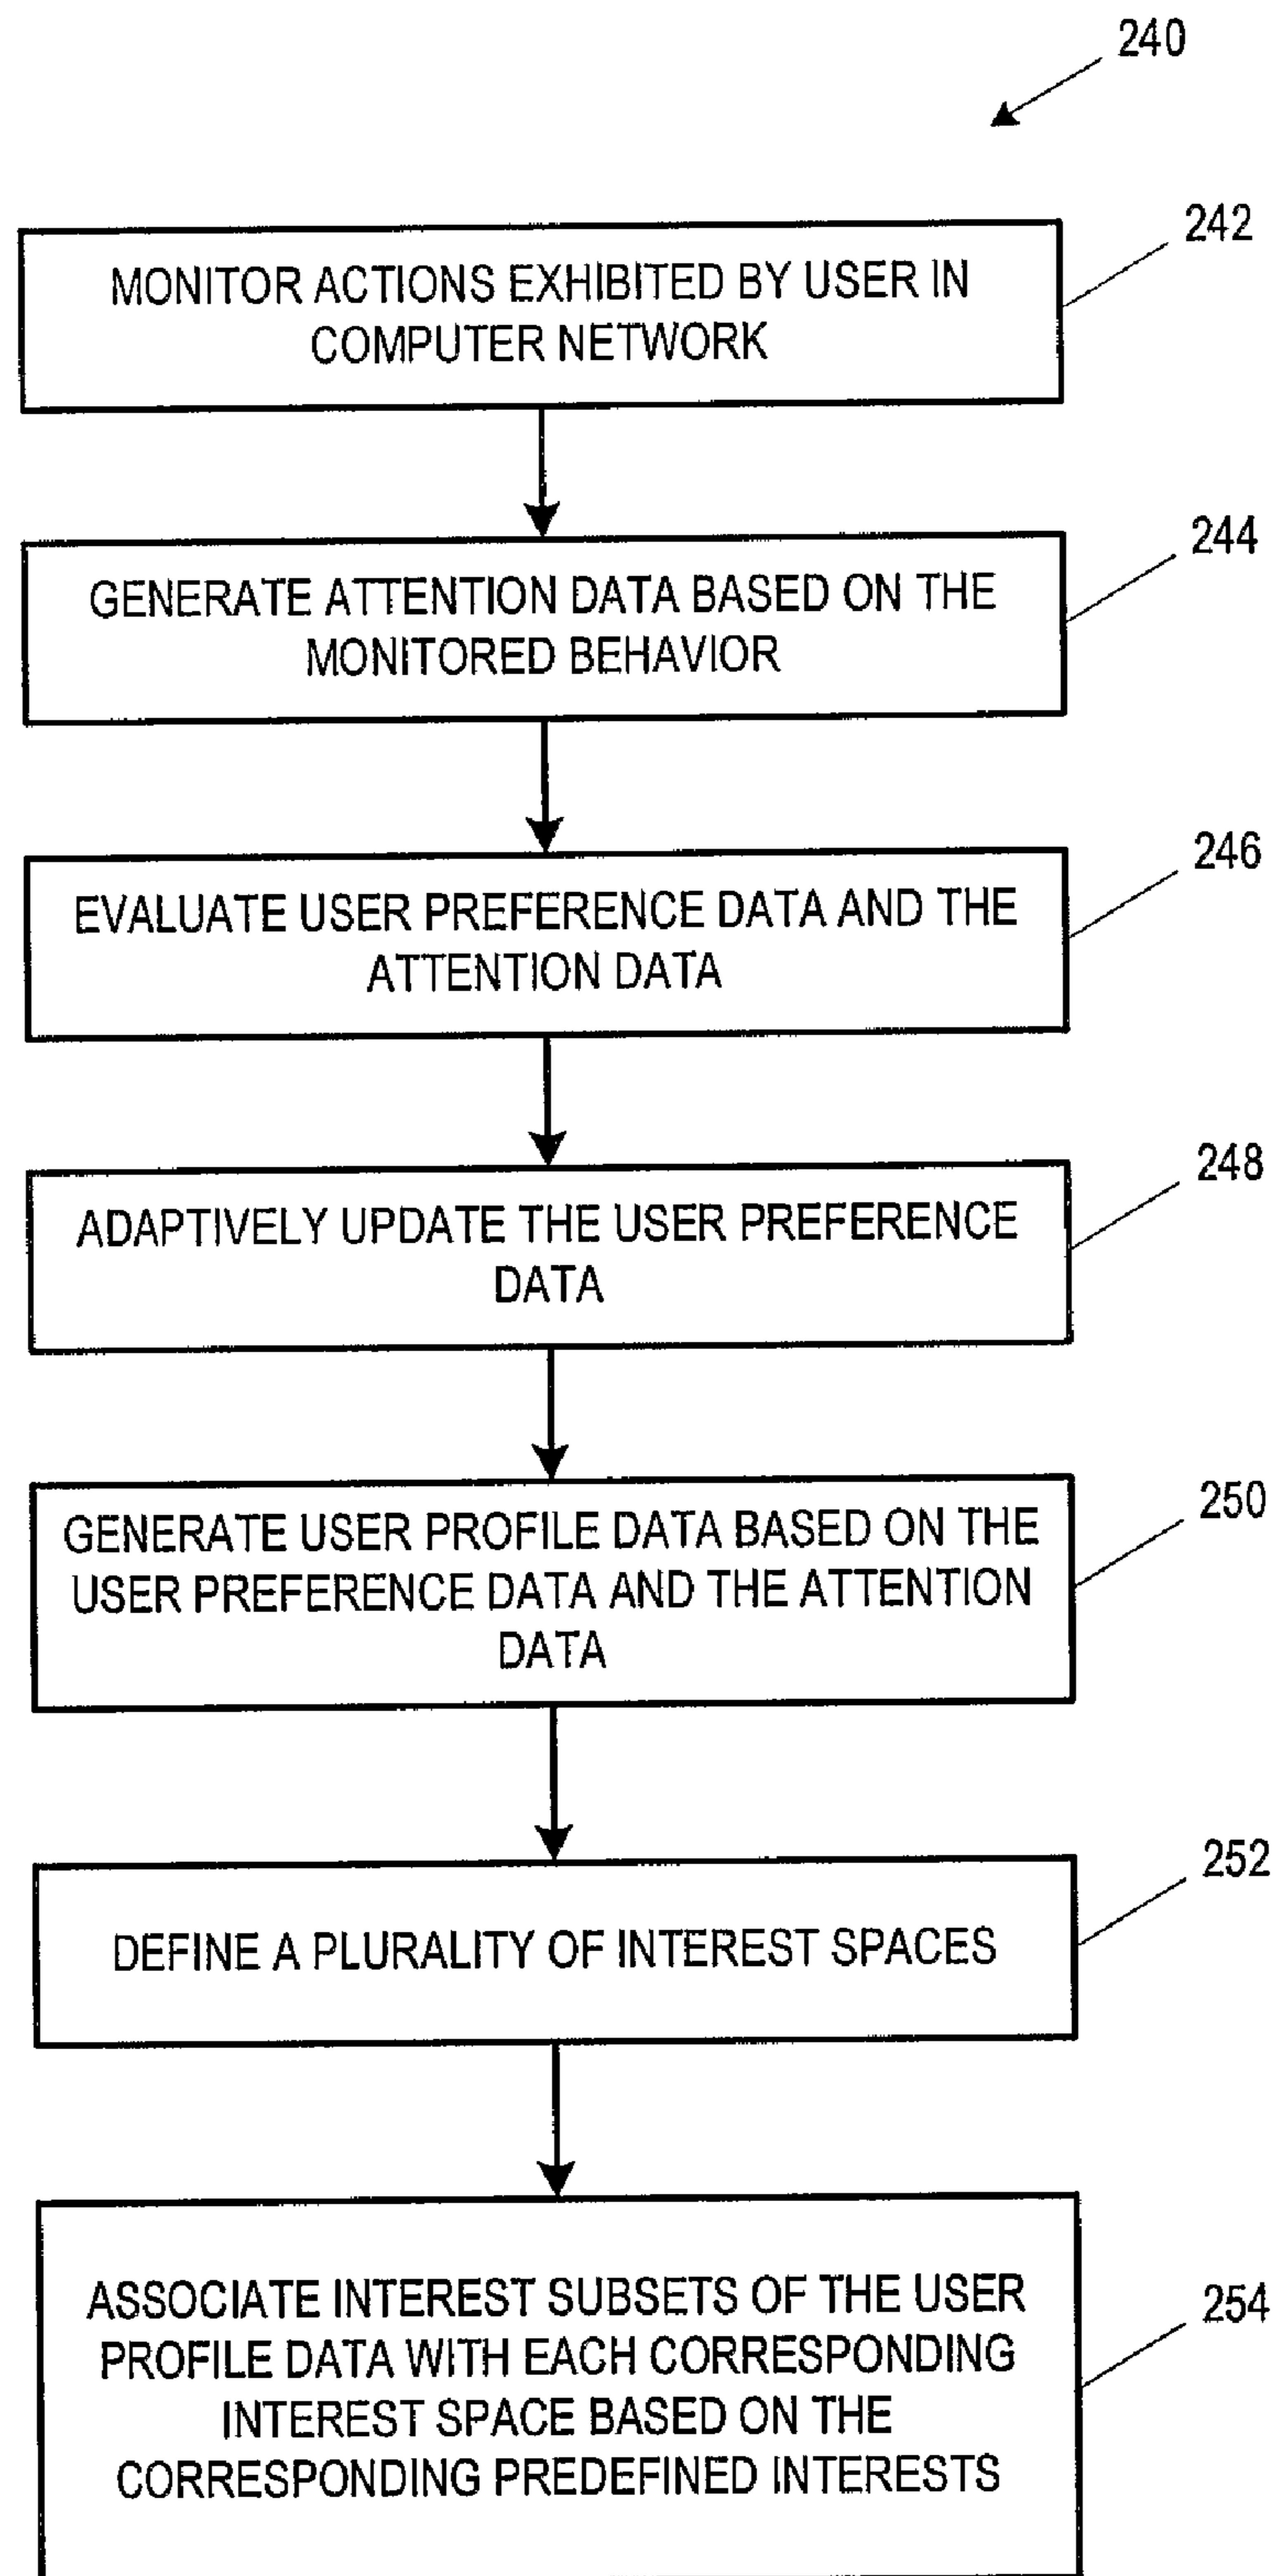 240
242
MONITOR ACTIONS EXHIBITED BY USER IN
COMPUTER NETWORK
244
GENERATE ATTENTION DATA BASED ON THE
MONITORED BEHAVIOR
246
EVALUATE USER PREFERENCE DATA AND THE
ATTENTION DATA
248
ADAPTIVELY UPDATE THE USER PREFERENCE
DATA
250
GENERATE USER PROFILE DATA BASED ON THE
USER PREFERENCE DATA AND THE ATTENTION
DATA
252
DEFINE A PLURALITY OF INTEREST SPACES
254
ASSOCIATE INTEREST SUBSETS OF THE USER
PROFILE DATA WITH EACH CORRESPONDING
INTEREST SPACE BASED ON THE
CORRESPONDING PREDEFINED INTERESTS